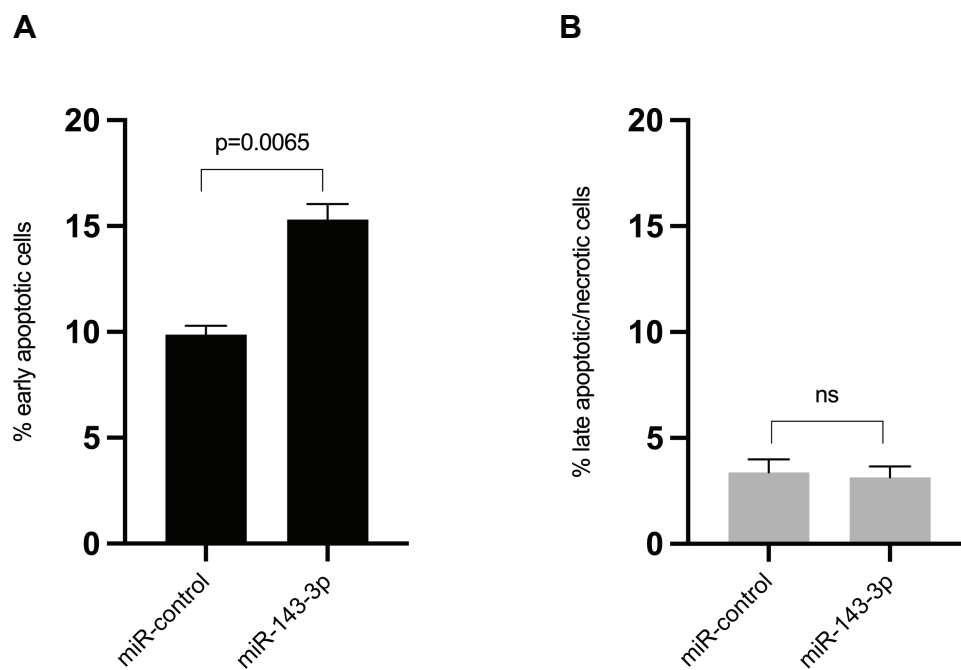 A
% early apoptotic cells
20
15
10
5
0
p=0.0065
miR-control
miR-143-3p
B
% late apoptotic/necrotic cells
20
15
10
5
0
ns
miR-control
miR-143-3p